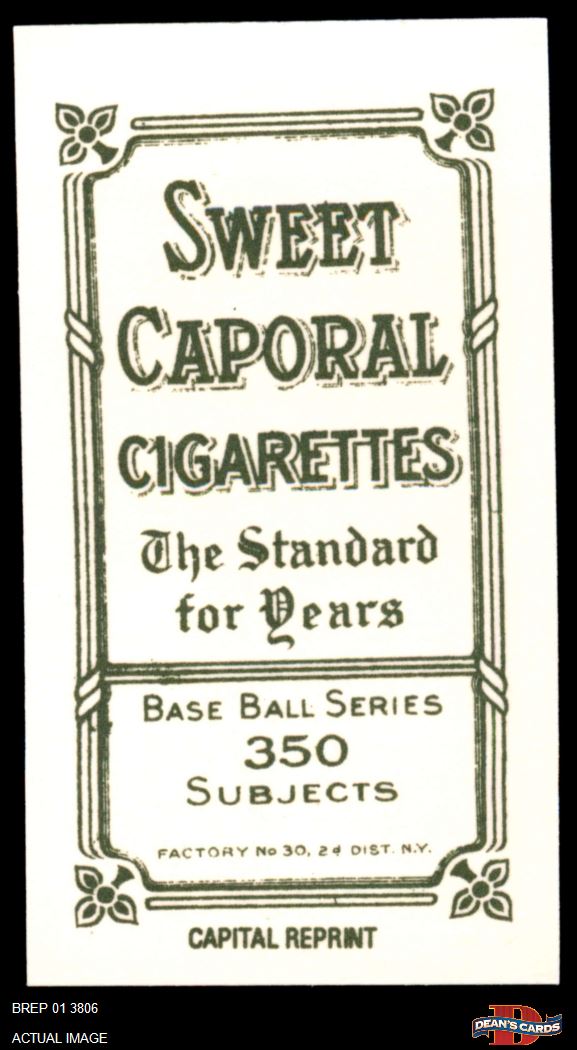 SWEET
CAPORAL
CIGARETTES
The Standard
for Years
BASE BALL SERIES
350
SUBJECTS
FACTORY No 30, 2d DIST. N.Y.
CAPITAL REPRINT
BREP 01 3806
ACTUAL IMAGE
D
DEAN'S CARDS